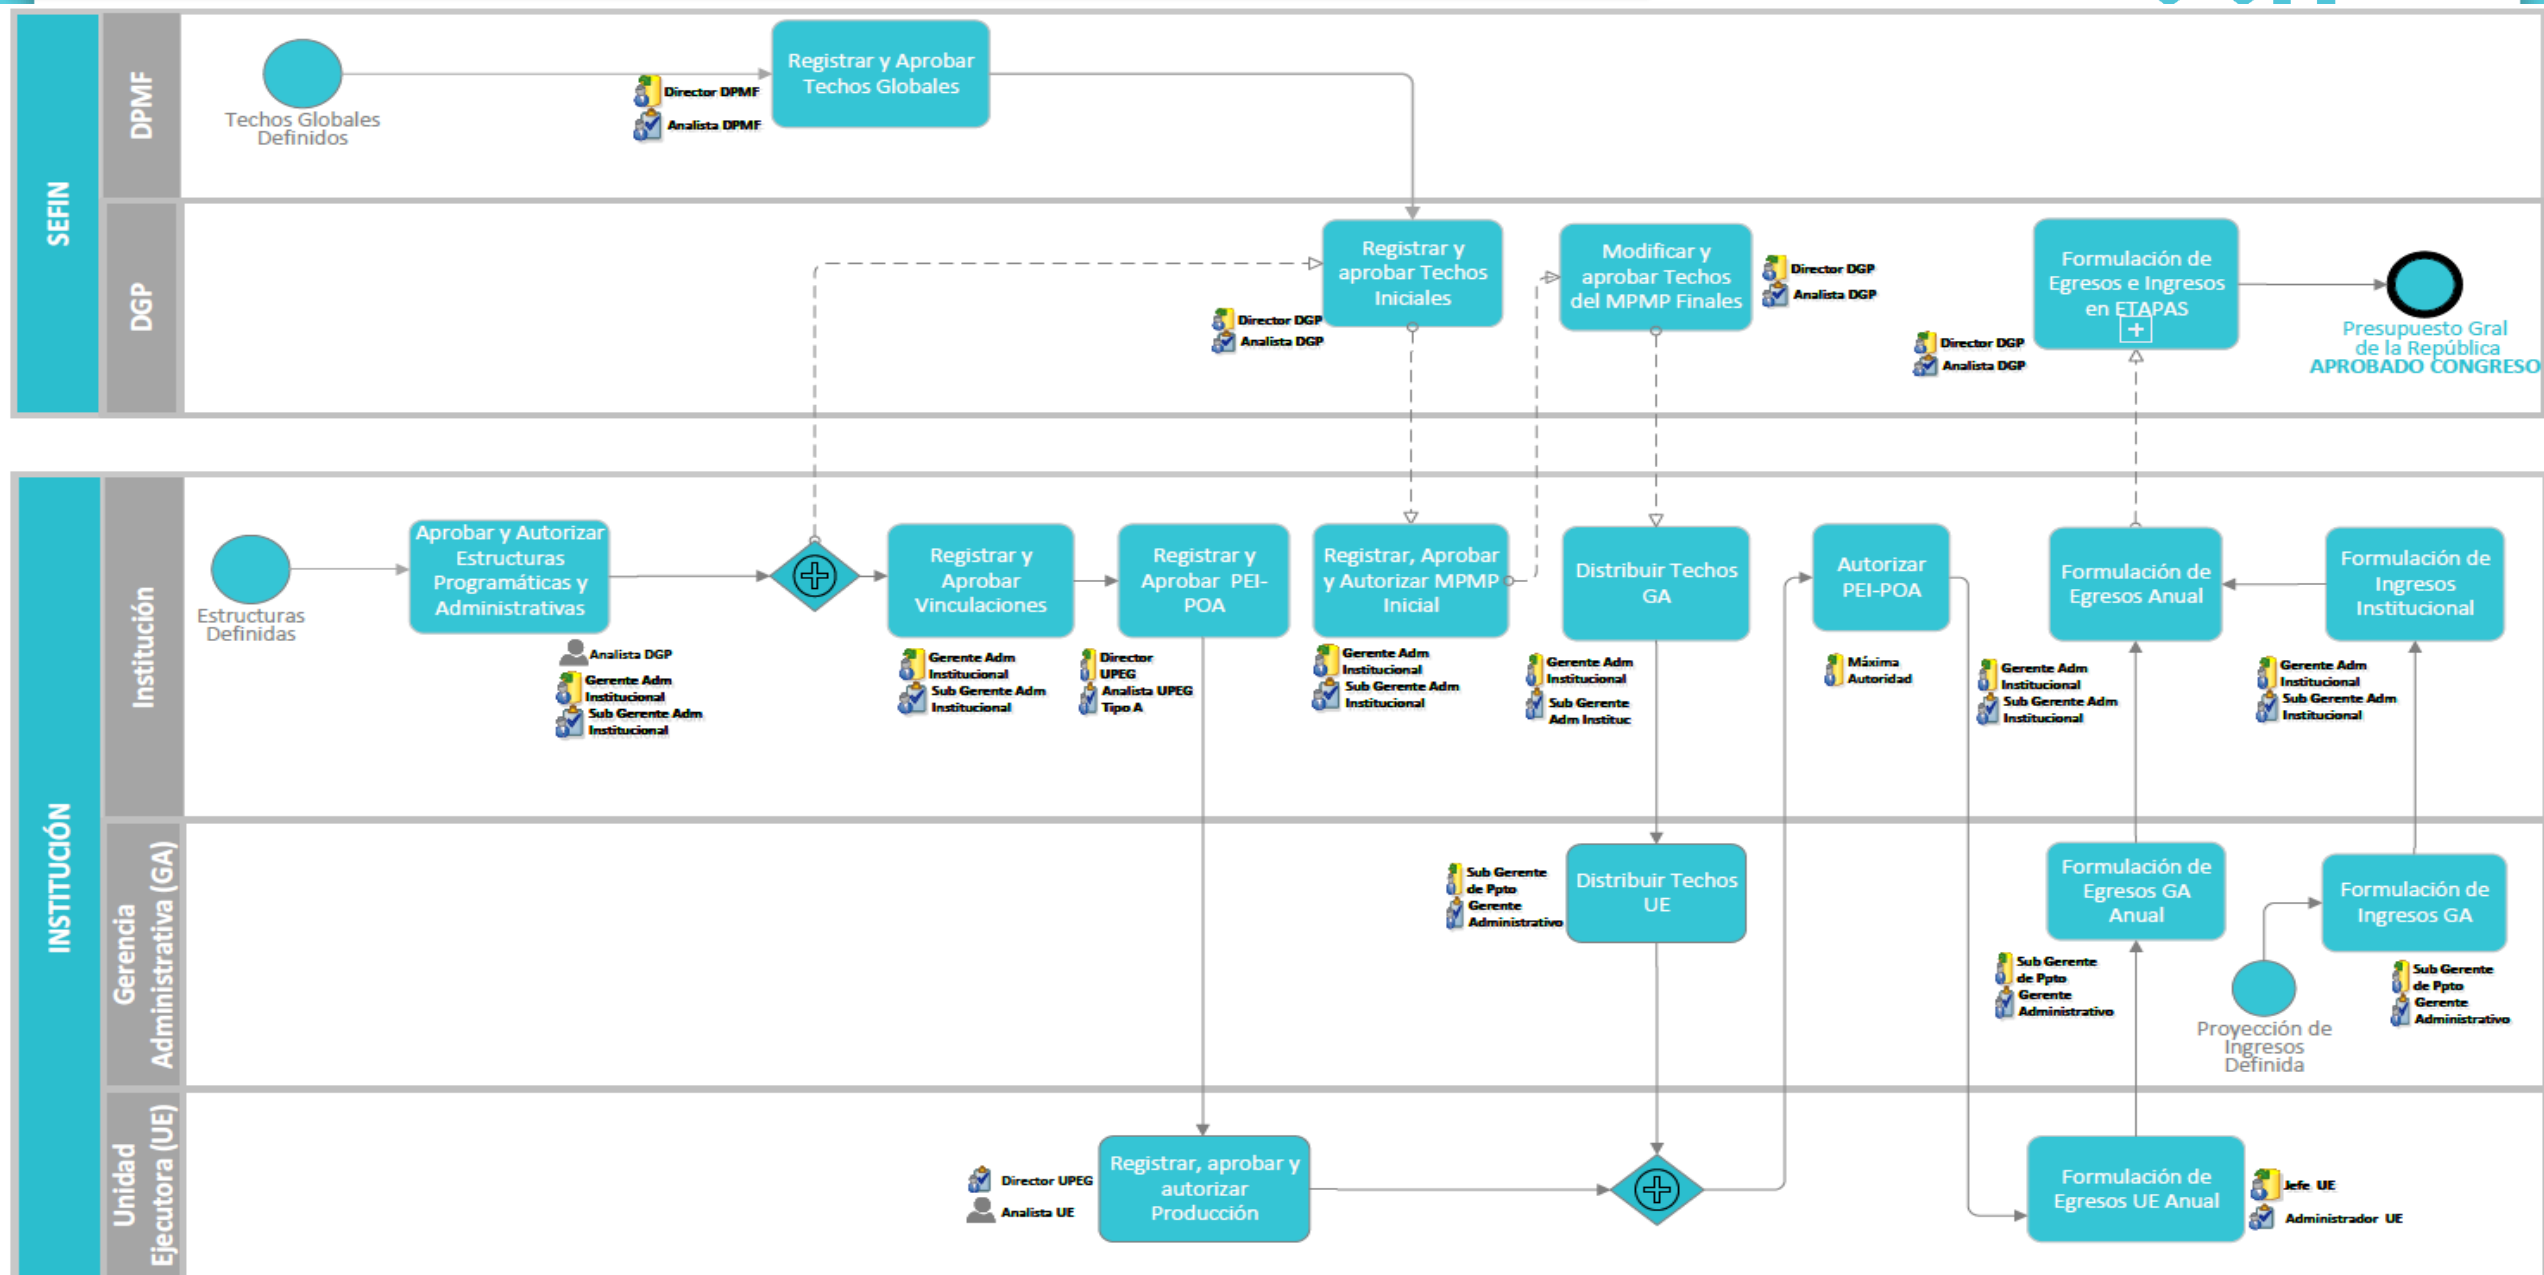 SEFIN
DPMF
Techos Globales
Definidos
Director DPMF
Analista DPMF
Registrar y Aprobar
Techos Globales
DGP
Registrar y
aprobar Techos
Iniciales
Director DGP
Analista DGP
Modificar y
aprobar Techos
del MPMP Finales
Director DGP
Analista DGP
Formulación de
Egresos e Ingresos
en ETAPAS
Director DGP
Analista DGP
Presupuesto Gral
de la República
APROBADO CONGRESO
INSTITUCIÓN
Institución
Estructuras
Definidas
Aprobar y Autorizar
Estructuras
Programáticas y
Administrativas
Analista DGP
Gerente Adm
Institucional
Sub Gerente Adm
Institucional
Registrar y
Aprobar
Vinculaciones
Gerente Adm
Institucional
Sub Gerente Adm
Institucional
Registrar y
Aprobar PEI-
POA
Director
UPEG
Analista UPEG
Tipo A
Registrar, Aprobar
y Autorizar MPMP
Inicial
Gerente Adm
Institucional
Sub Gerente Adm
Institucional
Distribuir Techos
GA
Gerente Adm
Institucional
Sub Gerente
Adm Instituc
Autorizar
PEI-POA
Máxima
Autoridad
Formulación de
Egresos Anual
Gerente Adm
Institucional
Sub Gerente Adm
Institucional
Formulación de
Ingresos
Institucional
Gerente Adm
Institucional
Sub Gerente Adm
Institucional
Gerencia
Administrativa (GA)
Sub Gerente
de Ppto
Gerente
Administrativo
Distribuir Techos
UE
Formulación de
Egresos GA
Anual
Sub Gerente
de Ppto
Gerente
Administrativo
Proyección de
Ingresos
Definida
Formulación de
Ingresos GA
Sub Gerente
de Ppto
Gerente
Administrativo
Unidad
Ejecutora (UE)
Director UPEG
Analista UE
Registrar, aprobar y
autorizar
Producción
Formulación de
Egresos UE Anual
Jefe UE
Administrador UE